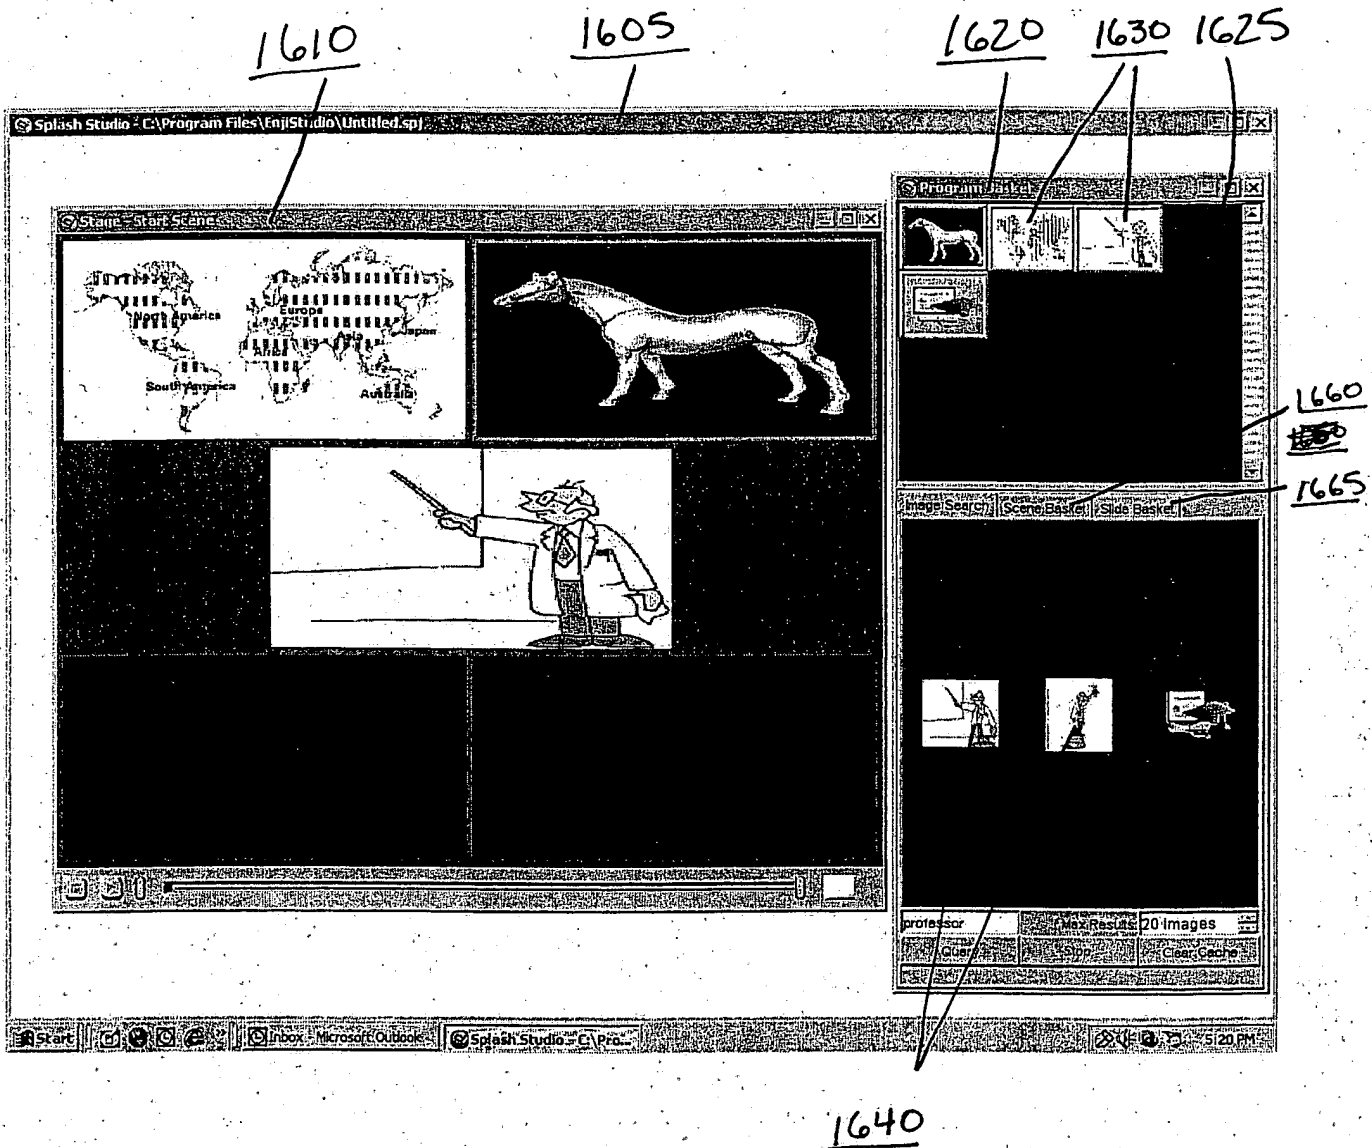 1610 1605 1620 1630 1625
Splash Studio - C:\Program Files\EnjiStudio\Untitled.spj
Program Basket
Stage - Start Scene
North America
Europe
Japan
Asia
Africa
South America
Australia
1660
1665
Image Search Scene Basket Slide Basket
professor Max Results: 20 Images
Query Stop Clear Cache
Start Inbox - Microsoft Outlook Splash Studio - C:\Pro... 5:20 PM
1640